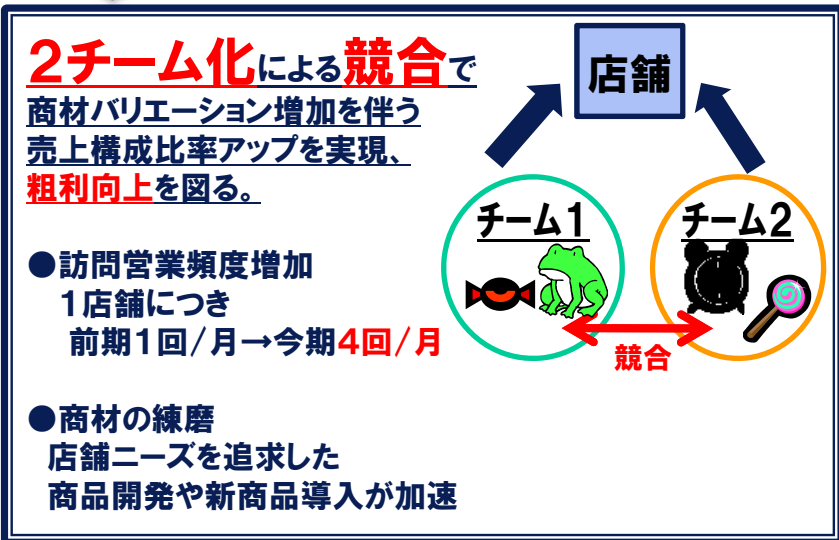 2チーム化による競合で
商材バリエーション増加を伴う
売上構成比率アップを実現、
粗利向上を図る。
●訪問営業頻度増加
1店舗につき
前期1回/月→今期4回/月
●商材の練磨
店舗ニーズを追求した
商品開発や新商品導入が加速
店舗
チーム1
チーム2
競合